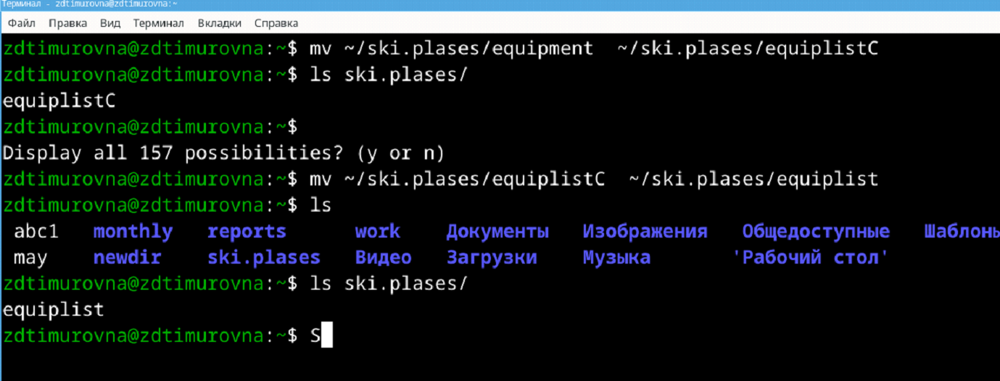 Терминал - zdtimurovna@zdtimurovna:~
Файл Правка Вид Терминал Вкладки Справка
zdtimurovna@zdtimurovna:~$ mv ~/ski.plases/equipment ~/ski.plases/equiplistC
zdtimurovna@zdtimurovna:~$ ls ski.plases/
equiplistC
zdtimurovna@zdtimurovna:~$
Display all 157 possibilities? (y or n)
zdtimurovna@zdtimurovna:~$ mv ~/ski.plases/equiplistC ~/ski.plases/equiplist
zdtimurovna@zdtimurovna:~$ ls
abc1 monthly reports work Документы Изображения Общедоступные Шаблоны
may newdir ski.plases Видео Загрузки Музыка 'Рабочий стол'
zdtimurovna@zdtimurovna:~$ ls ski.plases/
equiplist
zdtimurovna@zdtimurovna:~$ S